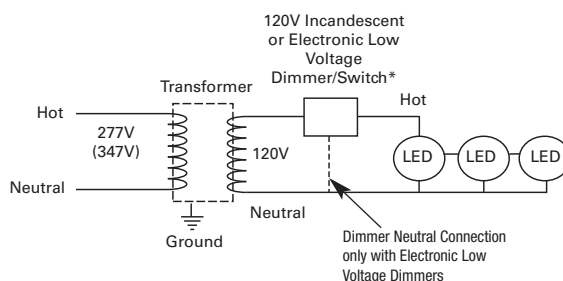 120V Incandescent
or Electronic Low
Voltage
Dimmer/Switch*
Transformer
Hot
Hot
277V
(347V)
120V
LED
LED
LED
Neutral
Neutral
Ground
Dimmer Neutral Connection
only with Electronic Low
Voltage Dimmers